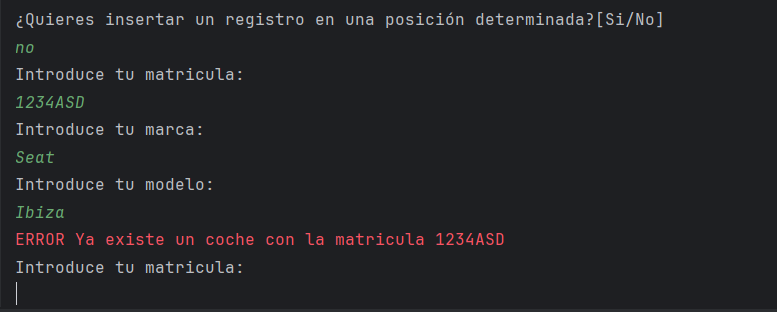 ¿Quieres insertar un registro en una posición determinada?[Si/No]
no
Introduce tu matricula:
1234ASD
Introduce tu marca:
Seat
Introduce tu modelo:
Ibiza
ERROR Ya existe un coche con la matricula 1234ASD
Introduce tu matricula: